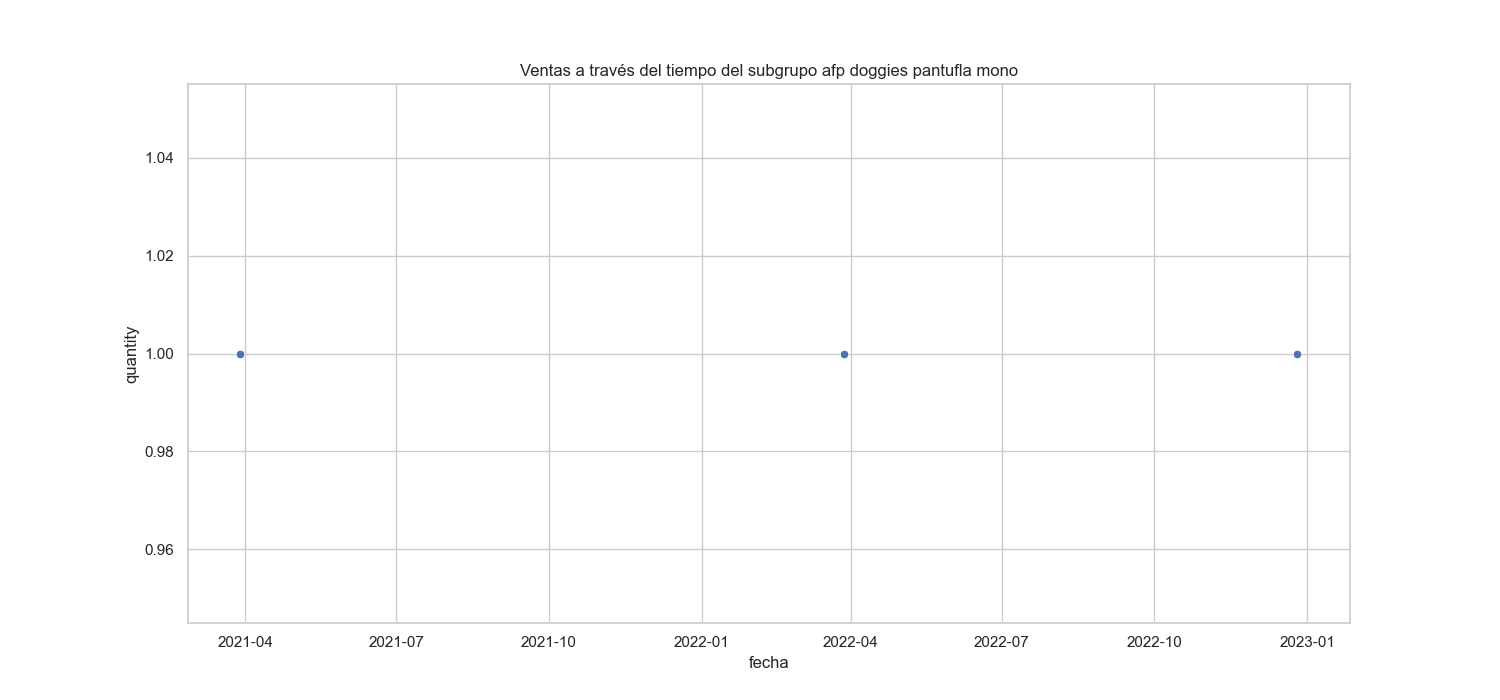 Ventas a través del tiempo del subgrupo afp doggies pantufla mono
1.04
1.02
1.00
0.98
0.96
quantity
2021-04 2021-07 2021-10 2022-01 2022-04 2022-07 2022-10 2023-01
fecha